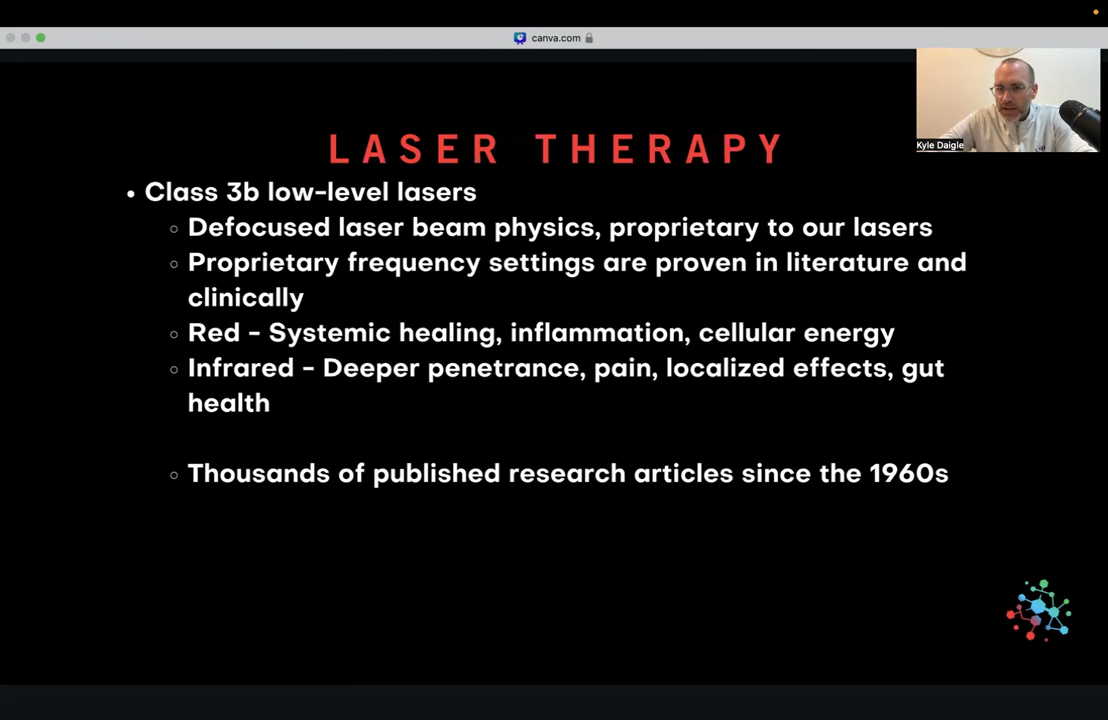 canva.com
Kyle Daigle
LASER THERAPY
Class 3b low-level lasers
Defocused laser beam physics, proprietary to our lasers
Proprietary frequency settings are proven in literature and
clinically
Red - Systemic healing, inflammation, cellular energy
Infrared - Deeper penetrance, pain, localized effects, gut
health
Thousands of published research articles since the 1960s